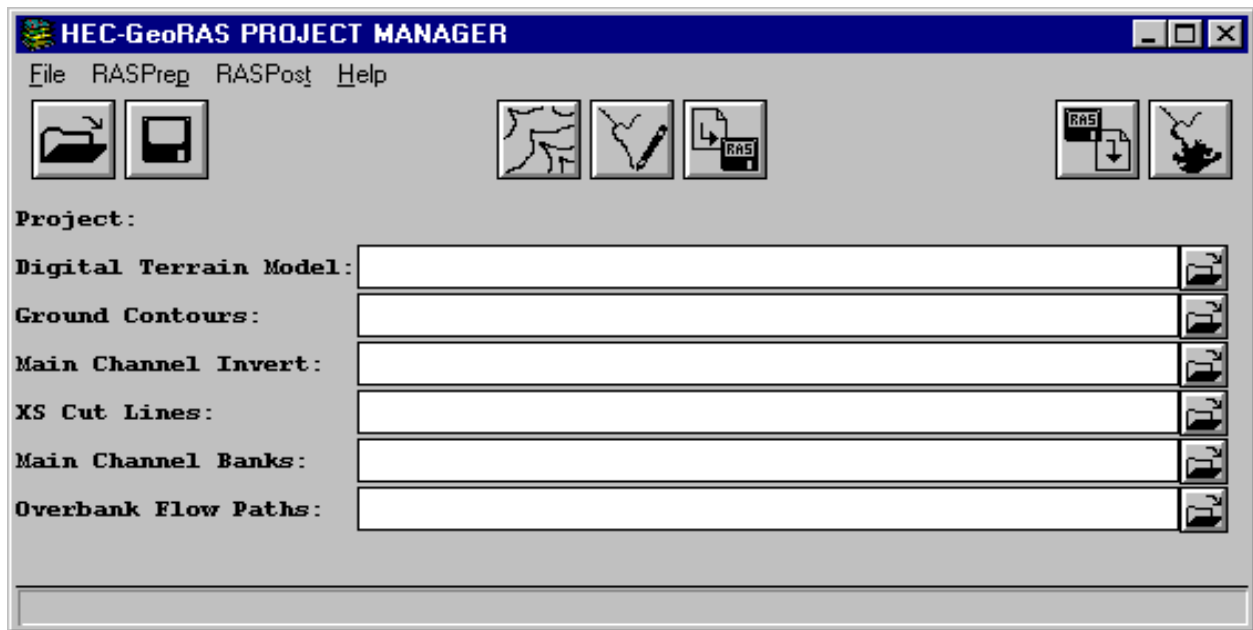 HEC-GeoRAS PROJECT MANAGER
File RASPrep RASPost Help
RAS RAS
Project:
Digital Terrain Model:
Ground Contours:
Main Channel Invert:
XS Cut Lines:
Main Channel Banks:
Overbank Flow Paths: